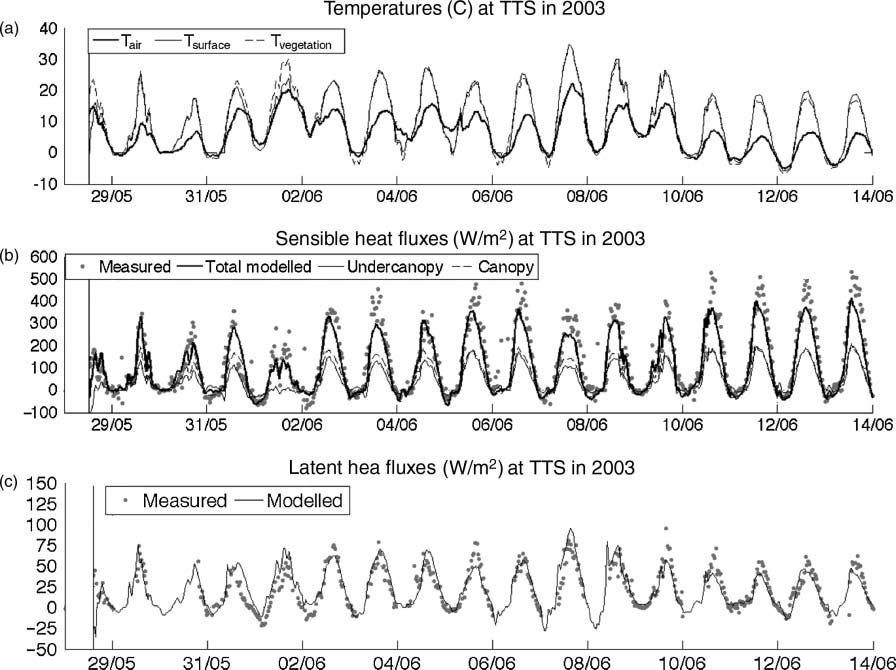 Temperatures (C) at TTS in 2003
(a)
T_air T_surface T_vegetation
40
30
20
10
0
-10
29/05 31/05 02/06 04/06 06/06 08/06 10/06 12/06 14/06
Sensible heat fluxes (W/m²) at TTS in 2003
(b)
Measured Total modelled Undercanopy Canopy
600
500
400
300
200
100
0
-100
29/05 31/05 02/06 04/06 06/06 08/06 10/06 12/06 14/06
Latent hea fluxes (W/m²) at TTS in 2003
(c)
Measured Modelled
150
125
100
75
50
25
0
-25
-50
29/05 31/05 02/06 04/06 06/06 08/06 10/06 12/06 14/06